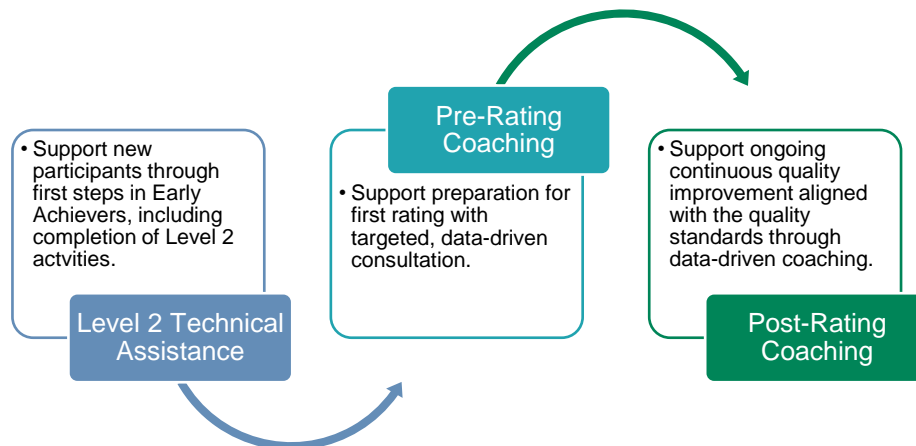 • Support new
participants through
first steps in Early
Achievers, including
completion of Level 2
actvities.
Level 2 Technical
Assistance
Pre-Rating
Coaching
• Support preparation for
first rating with
targeted, data-driven
consultation.
• Support ongoing
continuous quality
improvement aligned
with the quality
standards through
data-driven coaching.
Post-Rating
Coaching